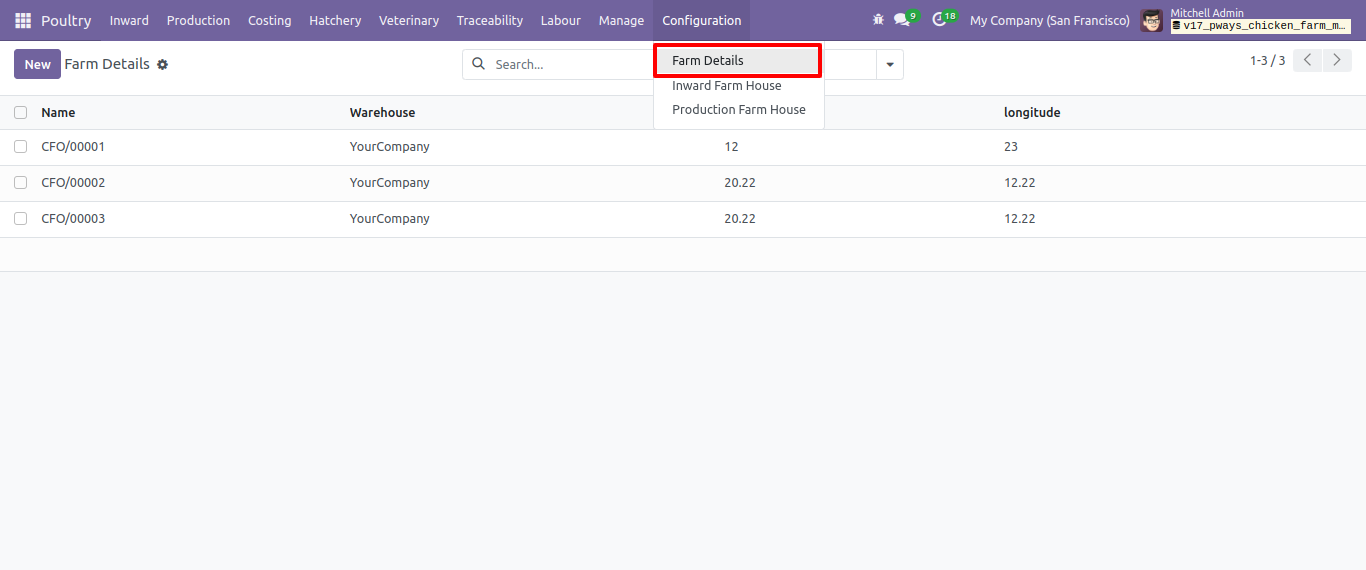 Poultry Inward Production Costing Hatchery Veterinary Traceability Labour Manage Configuration 9 18 My Company (San Francisco) Mitchell Admin
v17_pways_chicken_farm_m…
New Farm Details Search... 1-3 / 3
Farm Details
Inward Farm House
Production Farm House
Name Warehouse longitude
CFO/00001 YourCompany 12 23
CFO/00002 YourCompany 20.22 12.22
CFO/00003 YourCompany 20.22 12.22